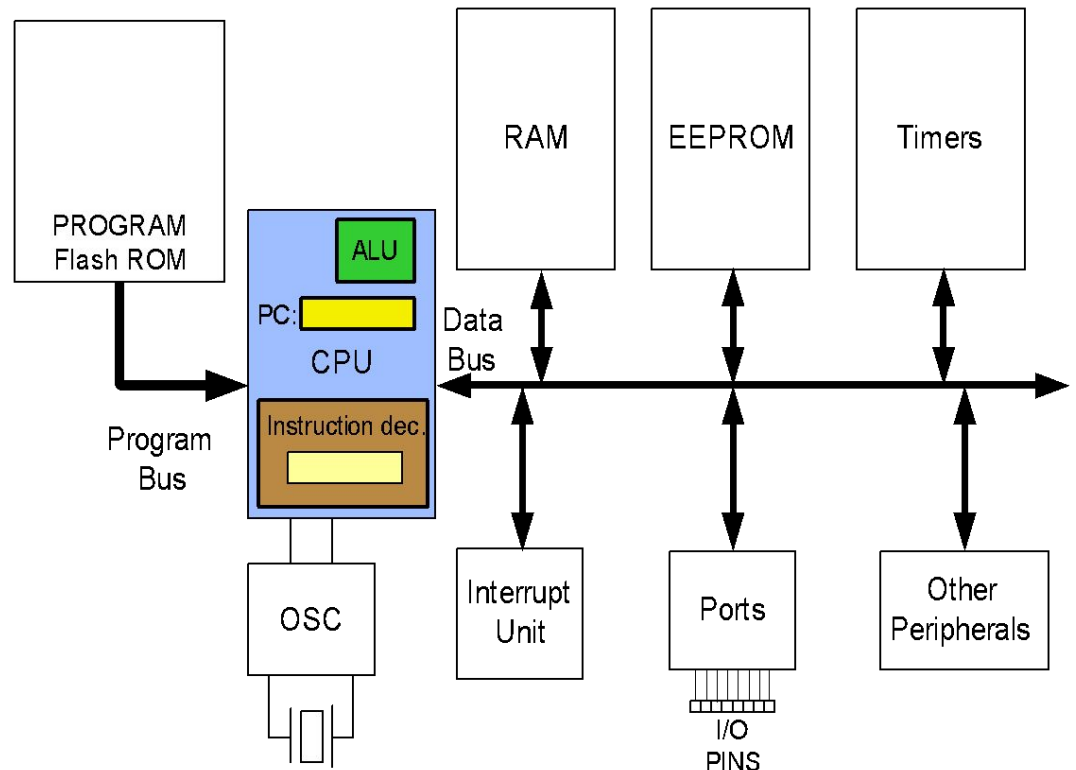 PROGRAM
Flash ROM
RAM
EEPROM
Timers
ALU
PC:
CPU
Instruction dec.
Data
Bus
Program
Bus
OSC
Interrupt
Unit
Ports
I/O
PINS
Other
Peripherals